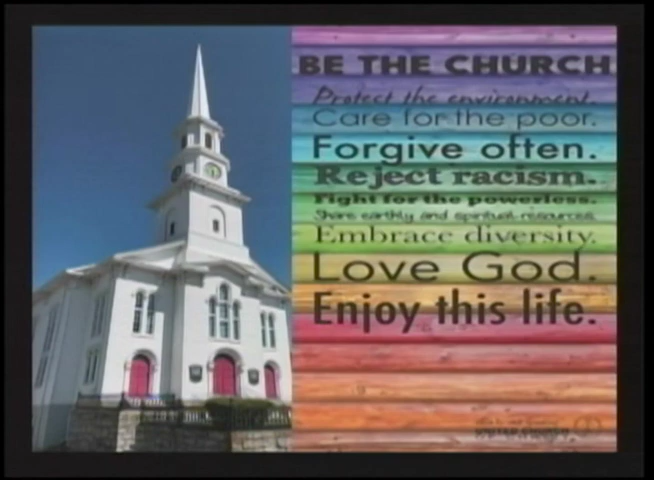 BE THE CHURCH
Protect the environment.
Care for the poor.
Forgive often.
Reject racism.
Fight for the powerless.
Share earthly and spiritual resources.
Embrace diversity.
Love God.
Enjoy this life.